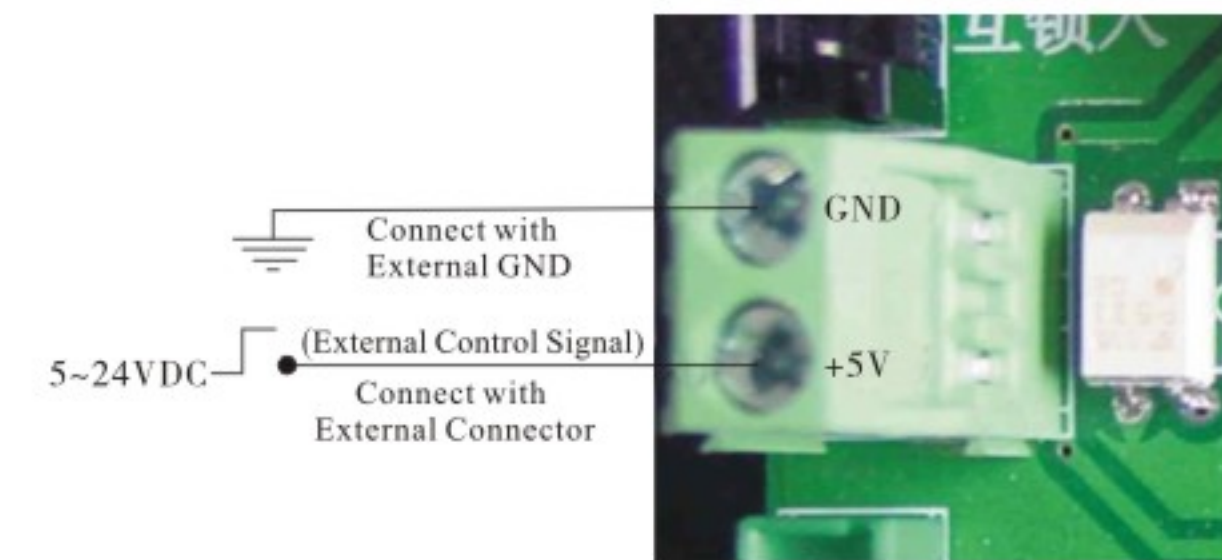 互锁入
GND
Connect with
External GND
(External Control Signal)
5~24VDC
+5V
Connect with
External Connector